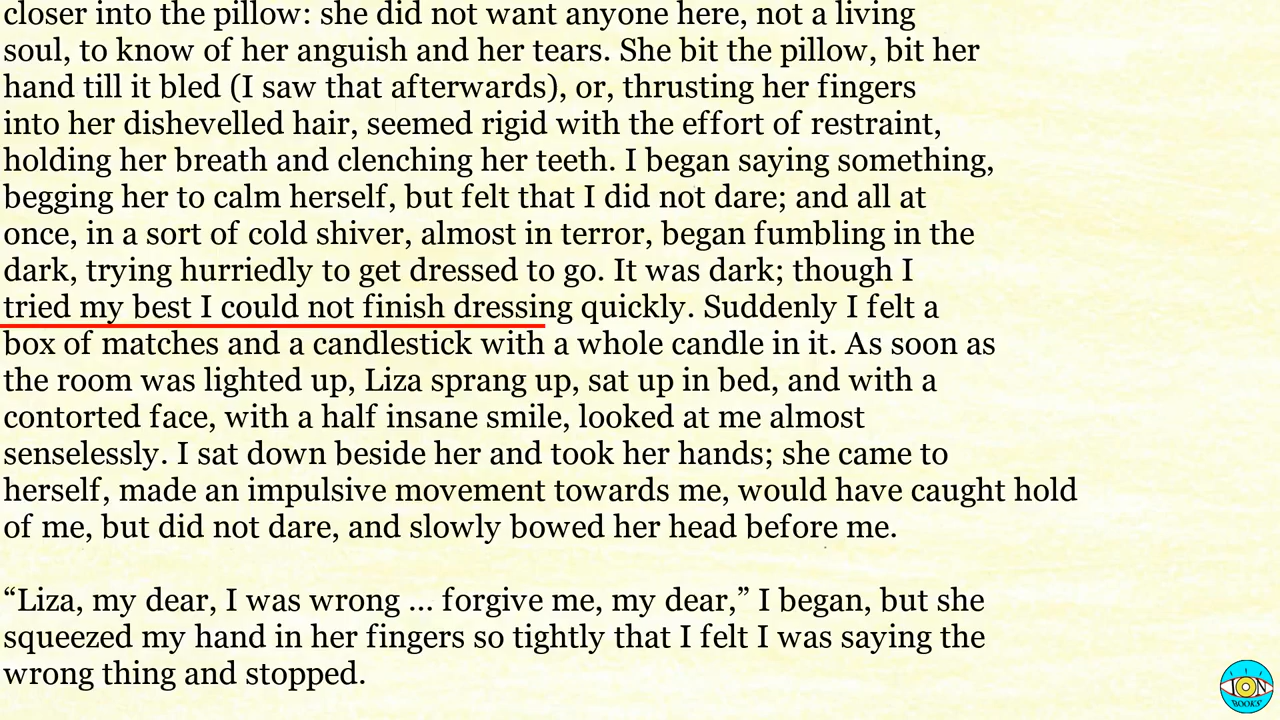 closer into the pillow: she did not want anyone here, not a living
soul, to know of her anguish and her tears. She bit the pillow, bit her
hand till it bled (I saw that afterwards), or, thrusting her fingers
into her dishevelled hair, seemed rigid with the effort of restraint,
holding her breath and clenching her teeth. I began saying something,
begging her to calm herself, but felt that I did not dare; and all at
once, in a sort of cold shiver, almost in terror, began fumbling in the
dark, trying hurriedly to get dressed to go. It was dark; though I
tried my best I could not finish dressing quickly. Suddenly I felt a
box of matches and a candlestick with a whole candle in it. As soon as
the room was lighted up, Liza sprang up, sat up in bed, and with a
contorted face, with a half insane smile, looked at me almost
senselessly. I sat down beside her and took her hands; she came to
herself, made an impulsive movement towards me, would have caught hold
of me, but did not dare, and slowly bowed her head before me.
“Liza, my dear, I was wrong ... forgive me, my dear,” I began, but she
squeezed my hand in her fingers so tightly that I felt I was saying the
wrong thing and stopped.
ION
BOOKS